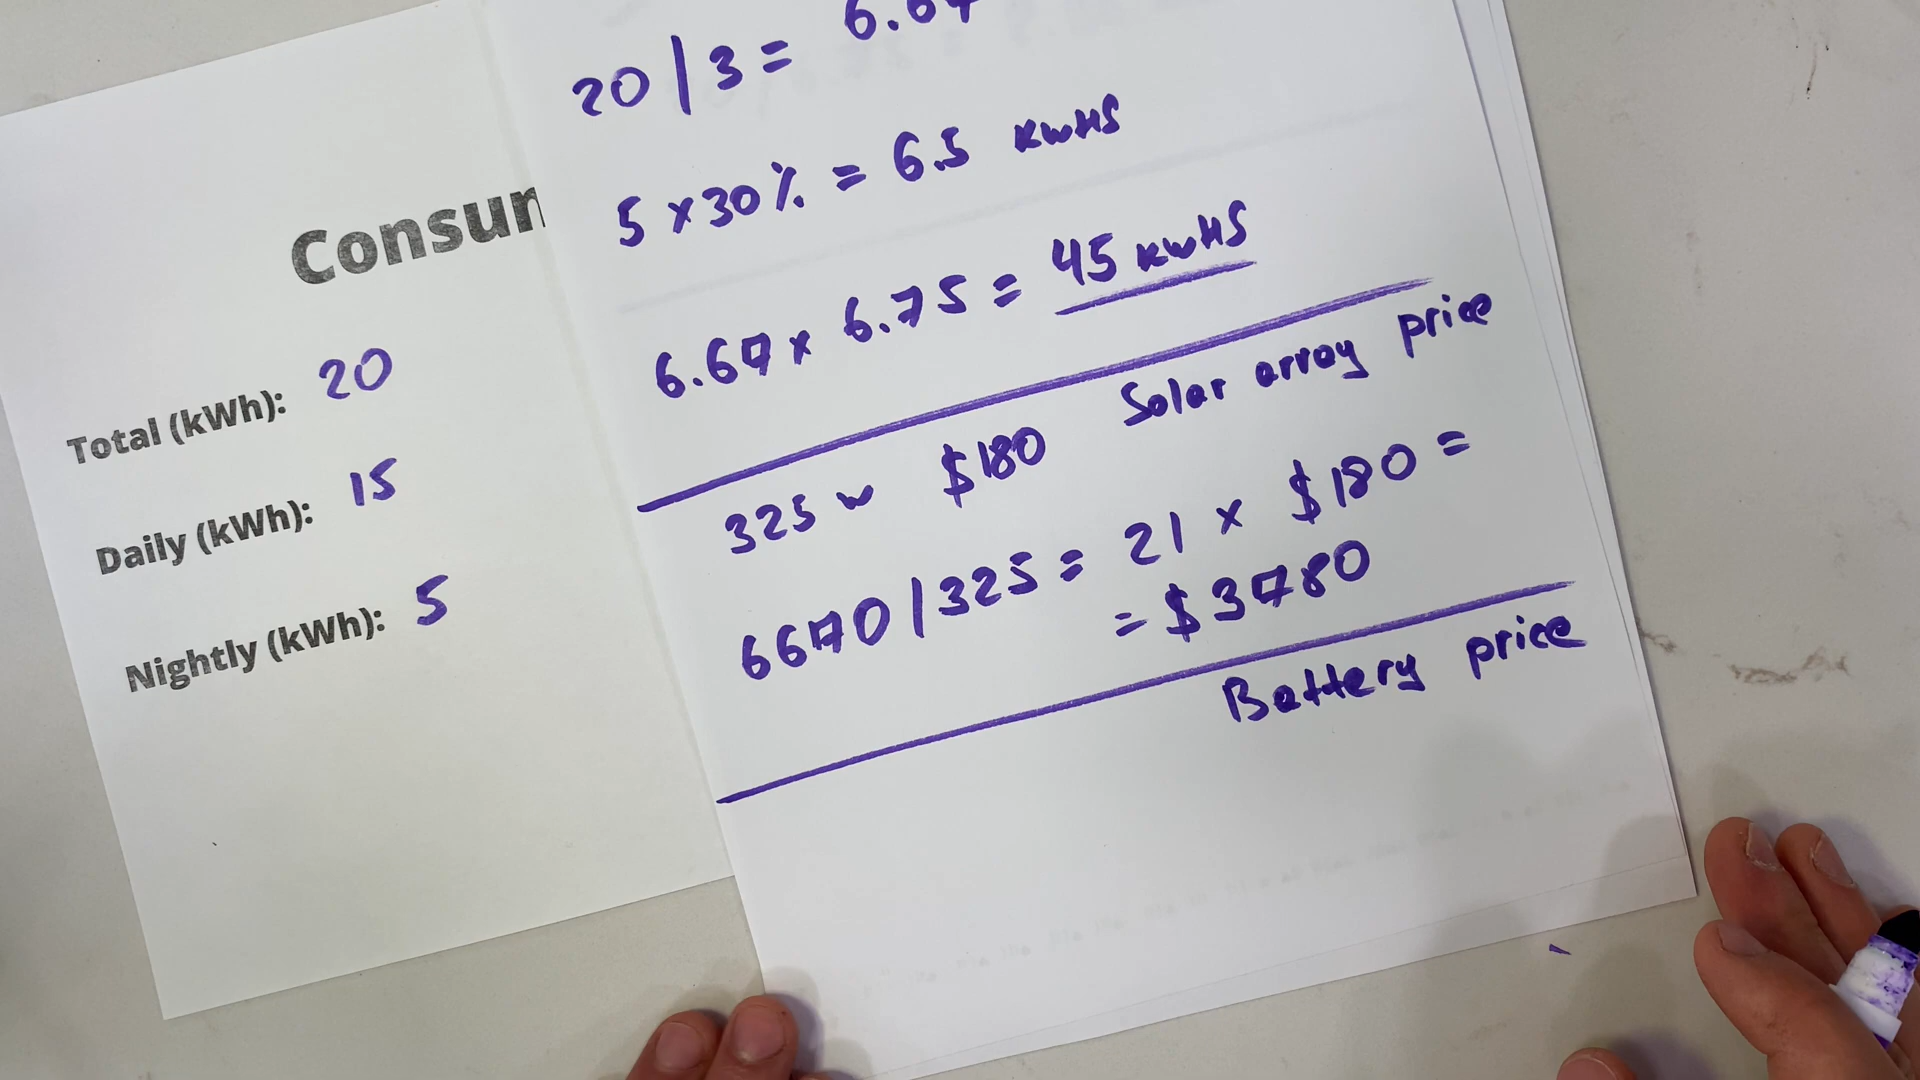 Consum
Total (kWh): 20
Daily (kWh): 15
Nightly (kWh): 5
20 / 3 = 6.67
5 x 30 % = 6.5 KWHS
6.67 x 6.75 = 45 KWHS
Solar array price
325 w $180
6670 / 325 = 21 x $180 =
= $3780
Battery price